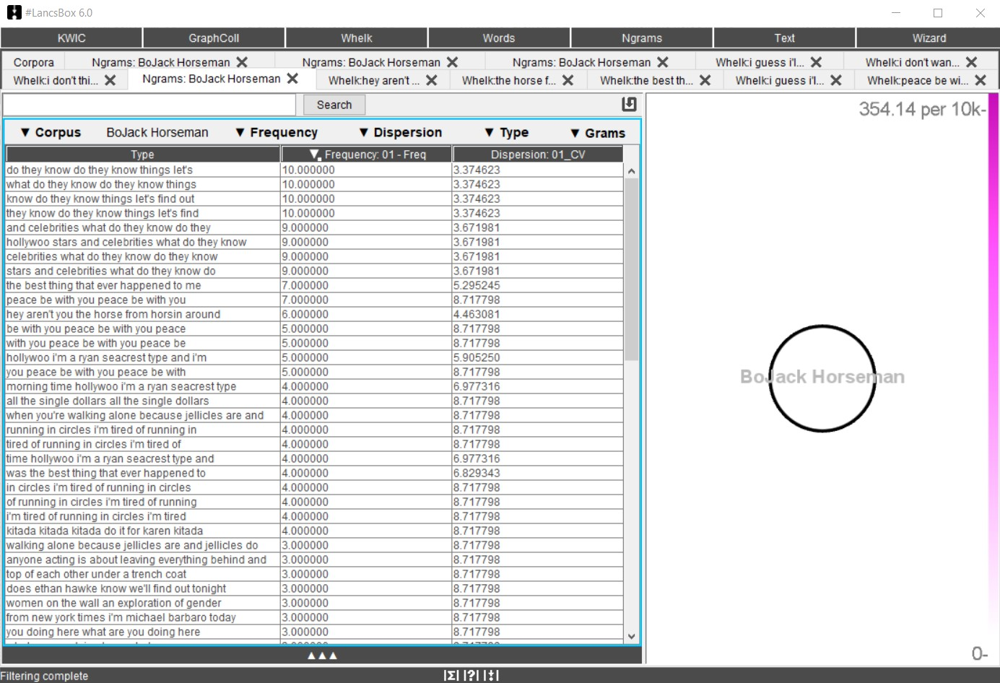 #LancsBox 6.0
KWIC GraphColl Whelk Words Ngrams Text Wizard
Corpora Ngrams: BoJack Horseman Ngrams: BoJack Horseman Ngrams: BoJack Horseman Whelk:i guess i'l... Whelk:i don't wan...
Whelk:i don't thi... Ngrams: BoJack Horseman Whelk:hey aren't ... Whelk:the horse f... Whelk:the best th... Whelk:i guess i'l... Whelk:peace be wi...
Search
354.14 per 10k-
▼ Corpus BoJack Horseman ▼ Frequency ▼ Dispersion ▼ Type ▼ Grams
Type Frequency: 01 - Freq Dispersion: 01_CV
do they know do they know things let's 10.000000 3.374623
what do they know do they know things 10.000000 3.374623
know do they know things let's find out 10.000000 3.374623
they know do they know things let's find 10.000000 3.374623
and celebrities what do they know do they 9.000000 3.671981
hollywoo stars and celebrities what do they know 9.000000 3.671981
celebrities what do they know do they know 9.000000 3.671981
stars and celebrities what do they know do 9.000000 3.671981
the best thing that ever happened to me 7.000000 5.295245
peace be with you peace be with you 7.000000 8.717798
hey aren't you the horse from horsin around 6.000000 4.463081
be with you peace be with you peace 5.000000 8.717798
with you peace be with you peace be 5.000000 8.717798
hollywoo i'm a ryan seacrest type and i'm 5.000000 5.905250
you peace be with you peace be with 5.000000 8.717798
morning time hollywoo i'm a ryan seacrest type 4.000000 6.977316
all the single dollars all the single dollars 4.000000 8.717798
when you're walking alone because jellicles are and 4.000000 8.717798
running in circles i'm tired of running in 4.000000 8.717798
tired of running in circles i'm tired of 4.000000 8.717798
time hollywoo i'm a ryan seacrest type and 4.000000 6.977316
was the best thing that ever happened to 4.000000 6.829343
in circles i'm tired of running in circles 4.000000 8.717798
of running in circles i'm tired of running 4.000000 8.717798
i'm tired of running in circles i'm tired 4.000000 8.717798
kitada kitada kitada do it for karen kitada 4.000000 8.717798
walking alone because jellicles are and jellicles do 3.000000 8.717798
anyone acting is about leaving everything behind and 3.000000 8.717798
top of each other under a trench coat 3.000000 8.717798
does ethan hawke know we'll find out tonight 3.000000 8.717798
women on the wall an exploration of gender 3.000000 8.717798
from new york times i'm michael barbaro today 3.000000 8.717798
you doing here what are you doing here 3.000000 8.717798
BoJack Horseman
0-
▲▲▲
Filtering complete |Σ| |?| |‡|